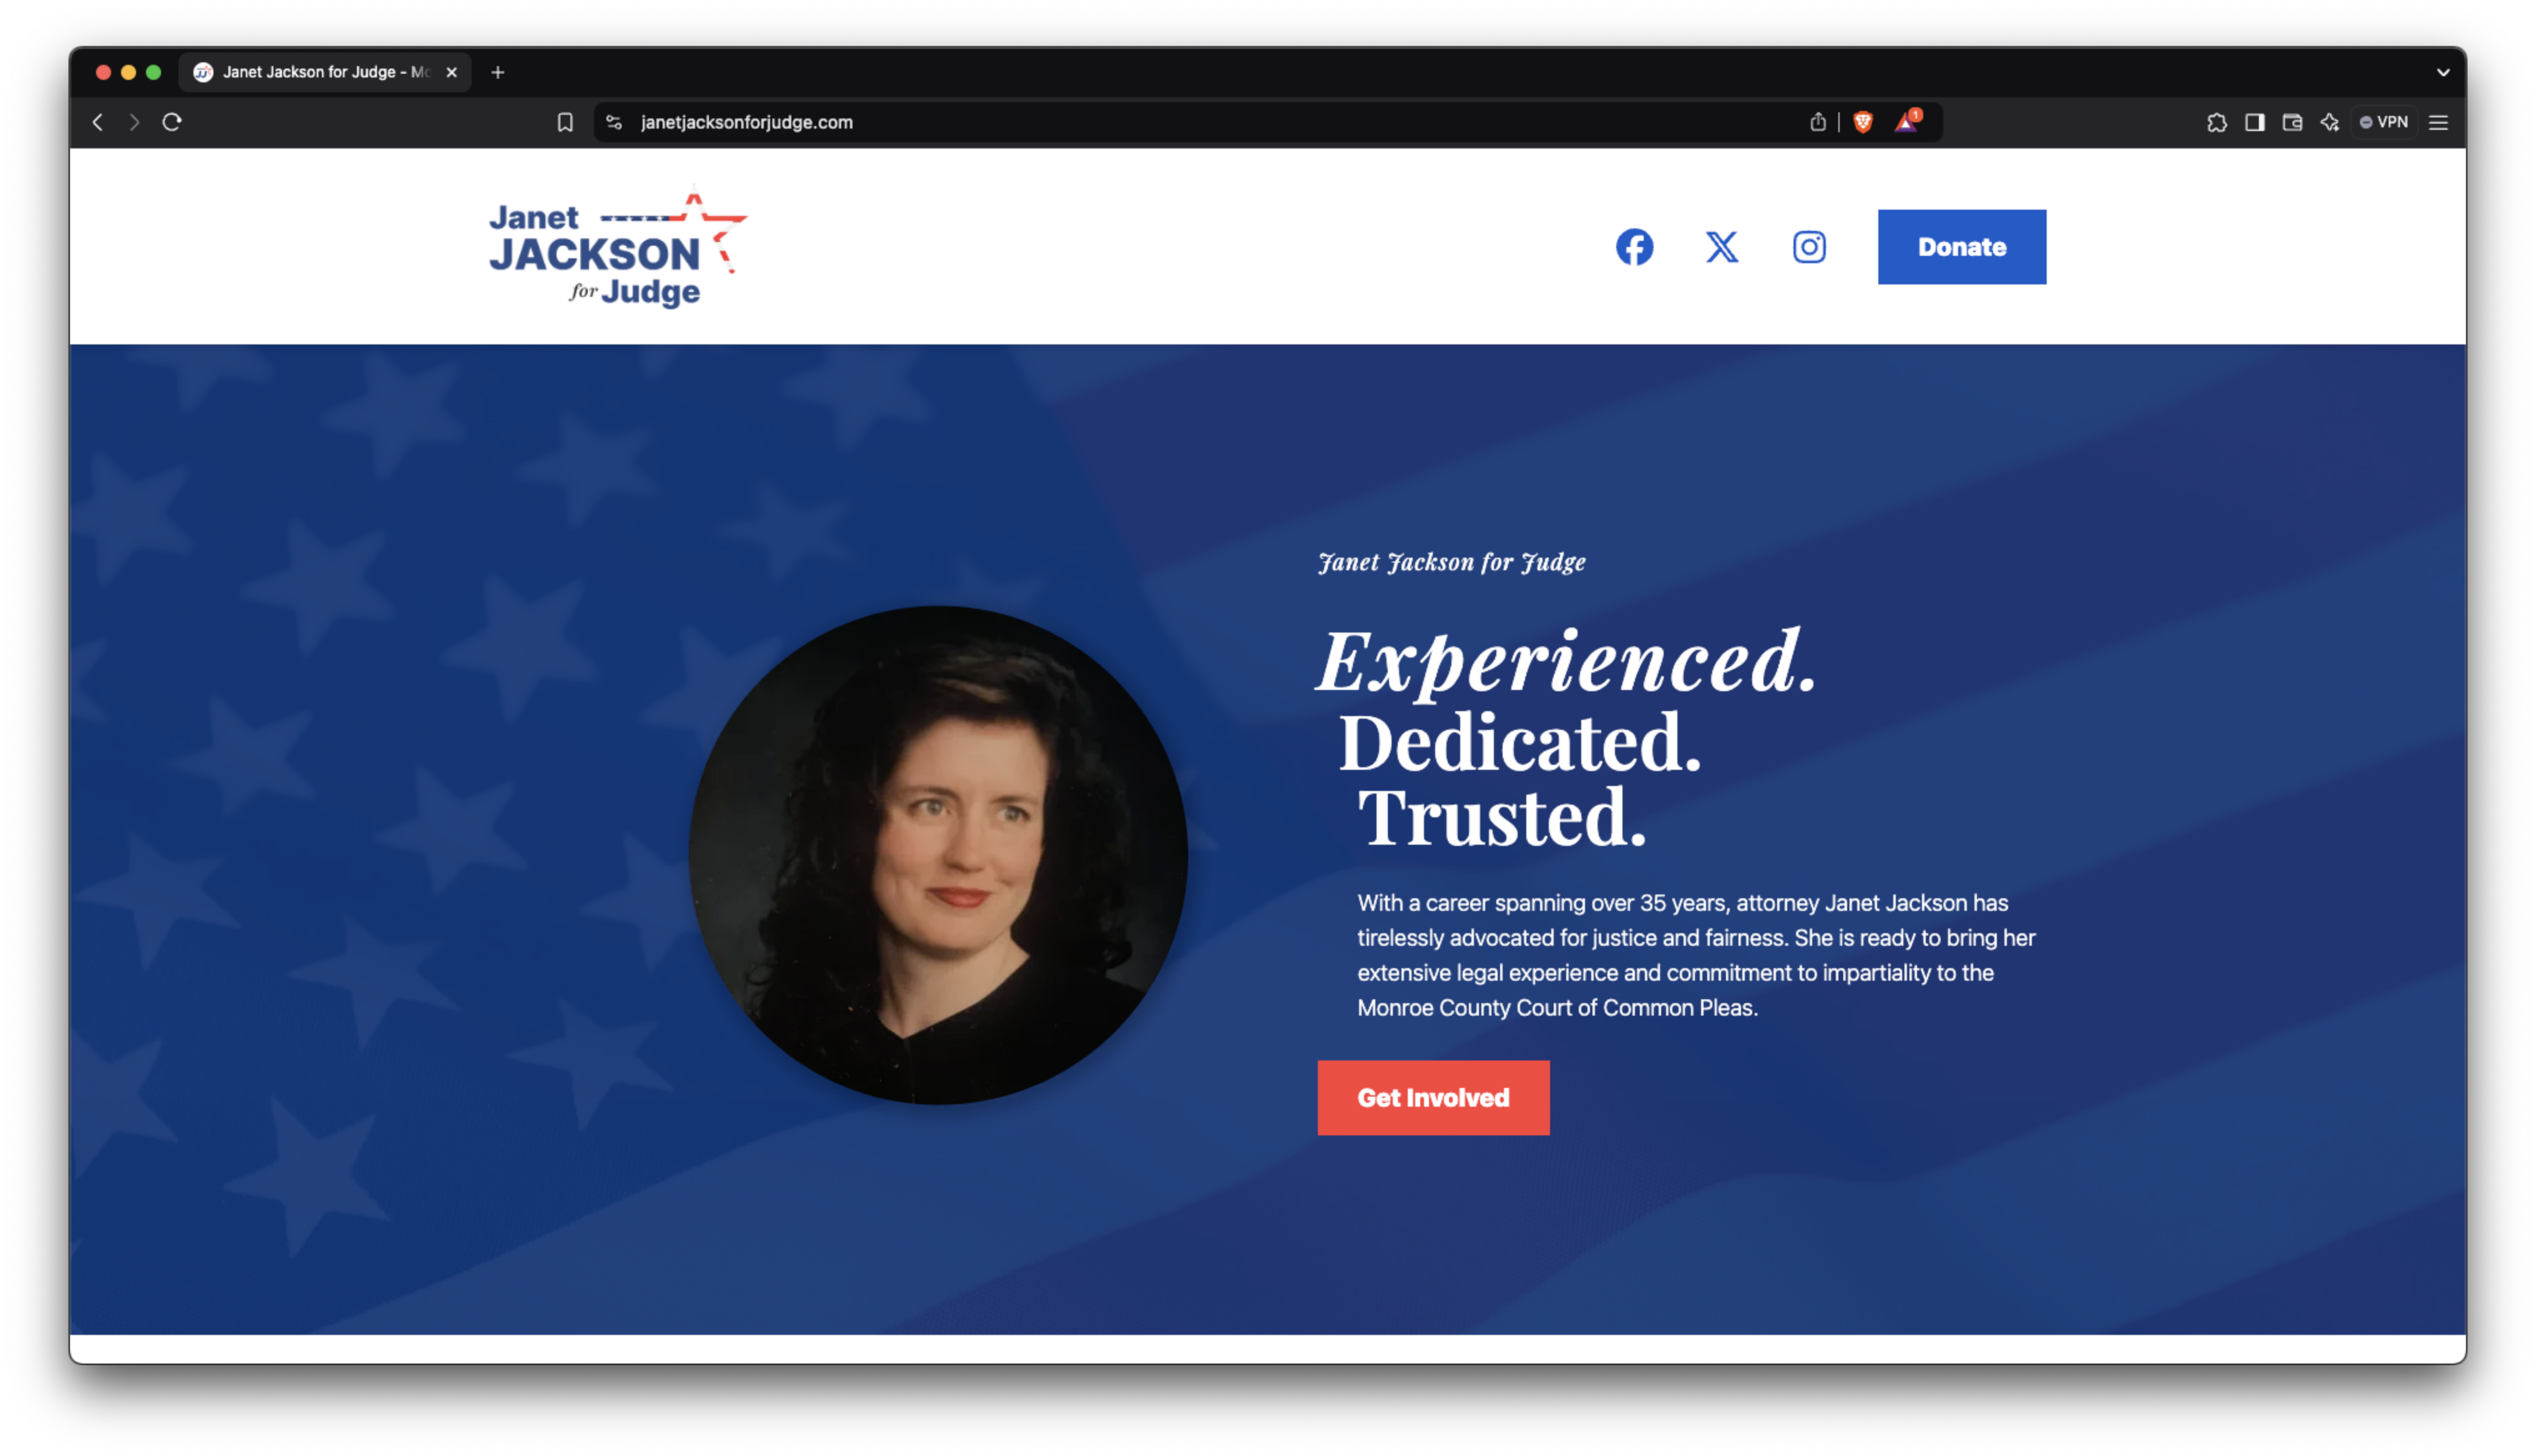 Janet Jackson for Judge - Mo
janetjacksonforjudge.com
1
VPN
Janet
JACKSON
for Judge
Donate
Janet Jackson for Judge
Experienced.
Dedicated.
Trusted.
With a career spanning over 35 years, attorney Janet Jackson has
tirelessly advocated for justice and fairness. She is ready to bring her
extensive legal experience and commitment to impartiality to the
Monroe County Court of Common Pleas.
Get Involved